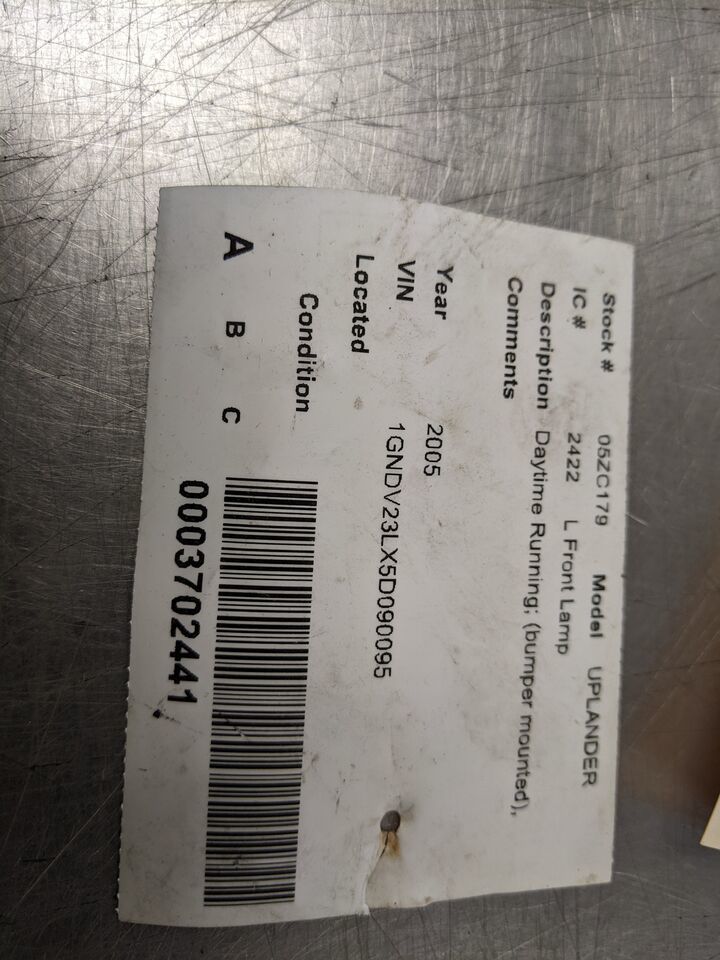 Stock # 05ZC179 Model UPLANDER
IC # 2422 L Front Lamp
Description Daytime Running; (bumper mounted),
Comments
Year 2005
VIN 1GNDV23LX5D090095
Located
Condition
A B C
0003702441